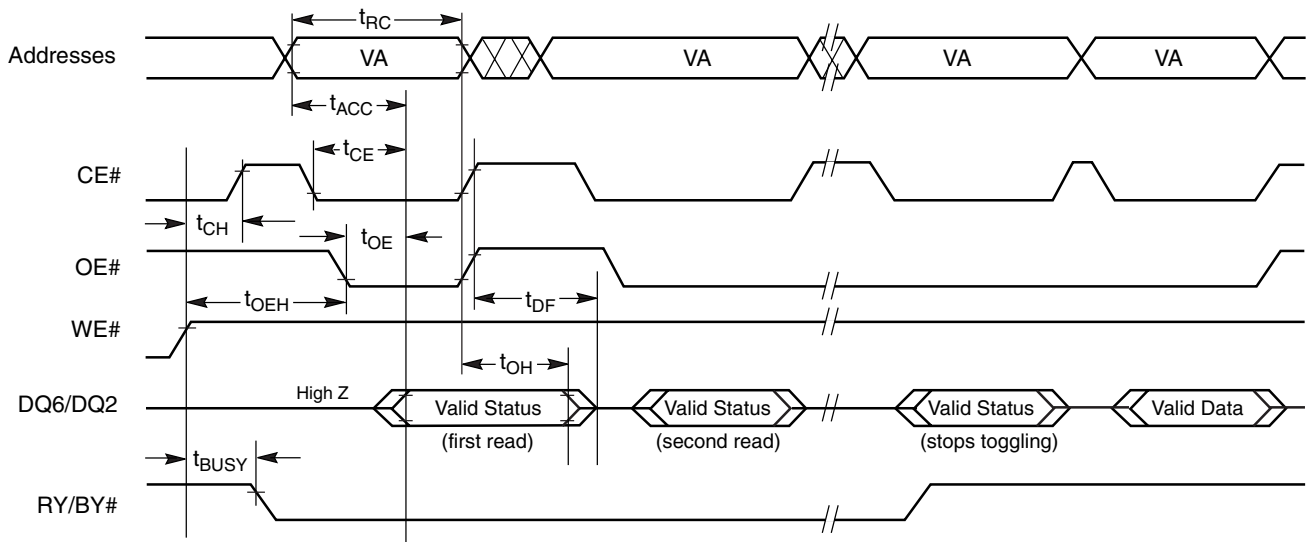 tRC
Addresses VA VA VA VA
tACC
tCE
CE#
tCH tOE
OE#
tOEH tDF
WE#
tOH
High Z
DQ6/DQ2 Valid Status Valid Status Valid Status Valid Data
(first read) (second read) (stops toggling)
tBUSY
RY/BY#